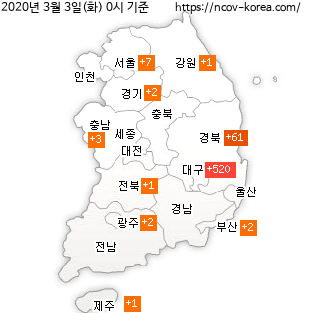 2020년 3월 3일(화) 0시 기준 https://ncov-korea.com/
서울 +7
강원 +1
인천
경기 +2
충북
충남 +3
세종
경북 +61
대전
대구 +520
전북 +1
울산
경남
광주 +2
부산 +2
전남
제주 +1